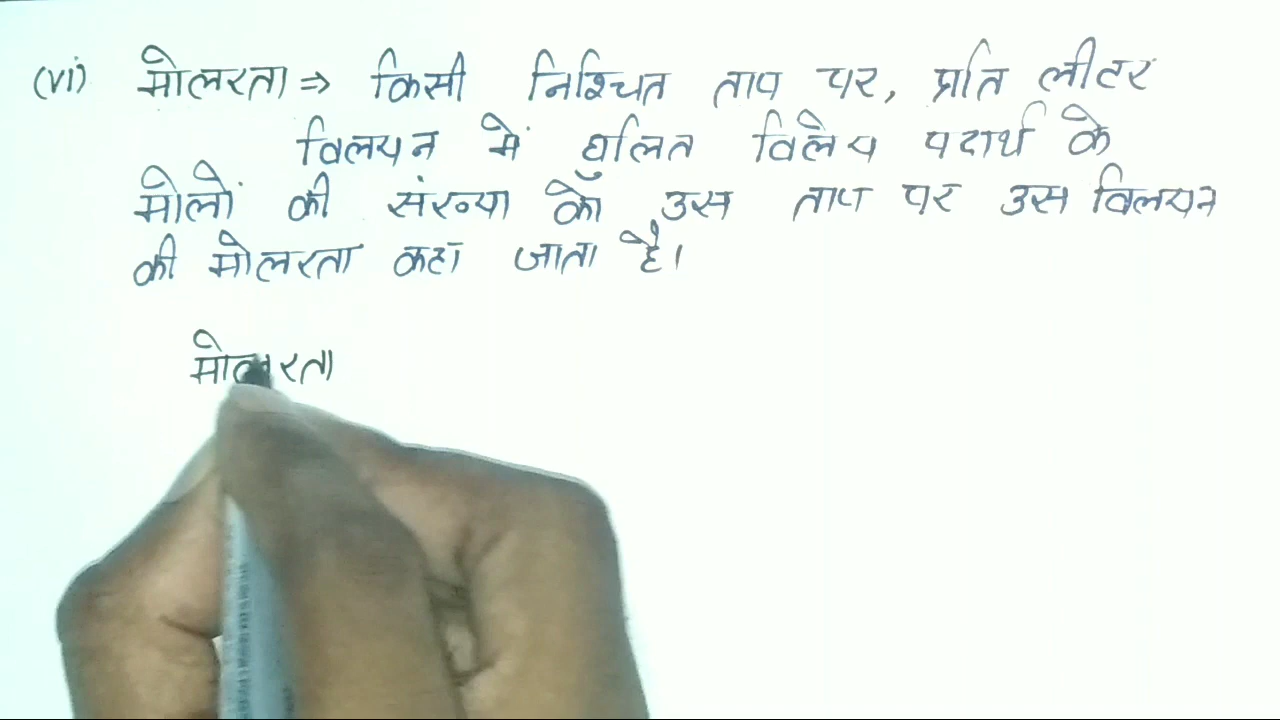 (vi) मोलरता ⇒ किसी निश्चित ताप पर, प्रति लीटर
विलयन में घुलित विलेय पदार्थ के
मोलों की संख्या को उस ताप पर उस विलयन
की मोलरता कहा जाता है।
मोलरता